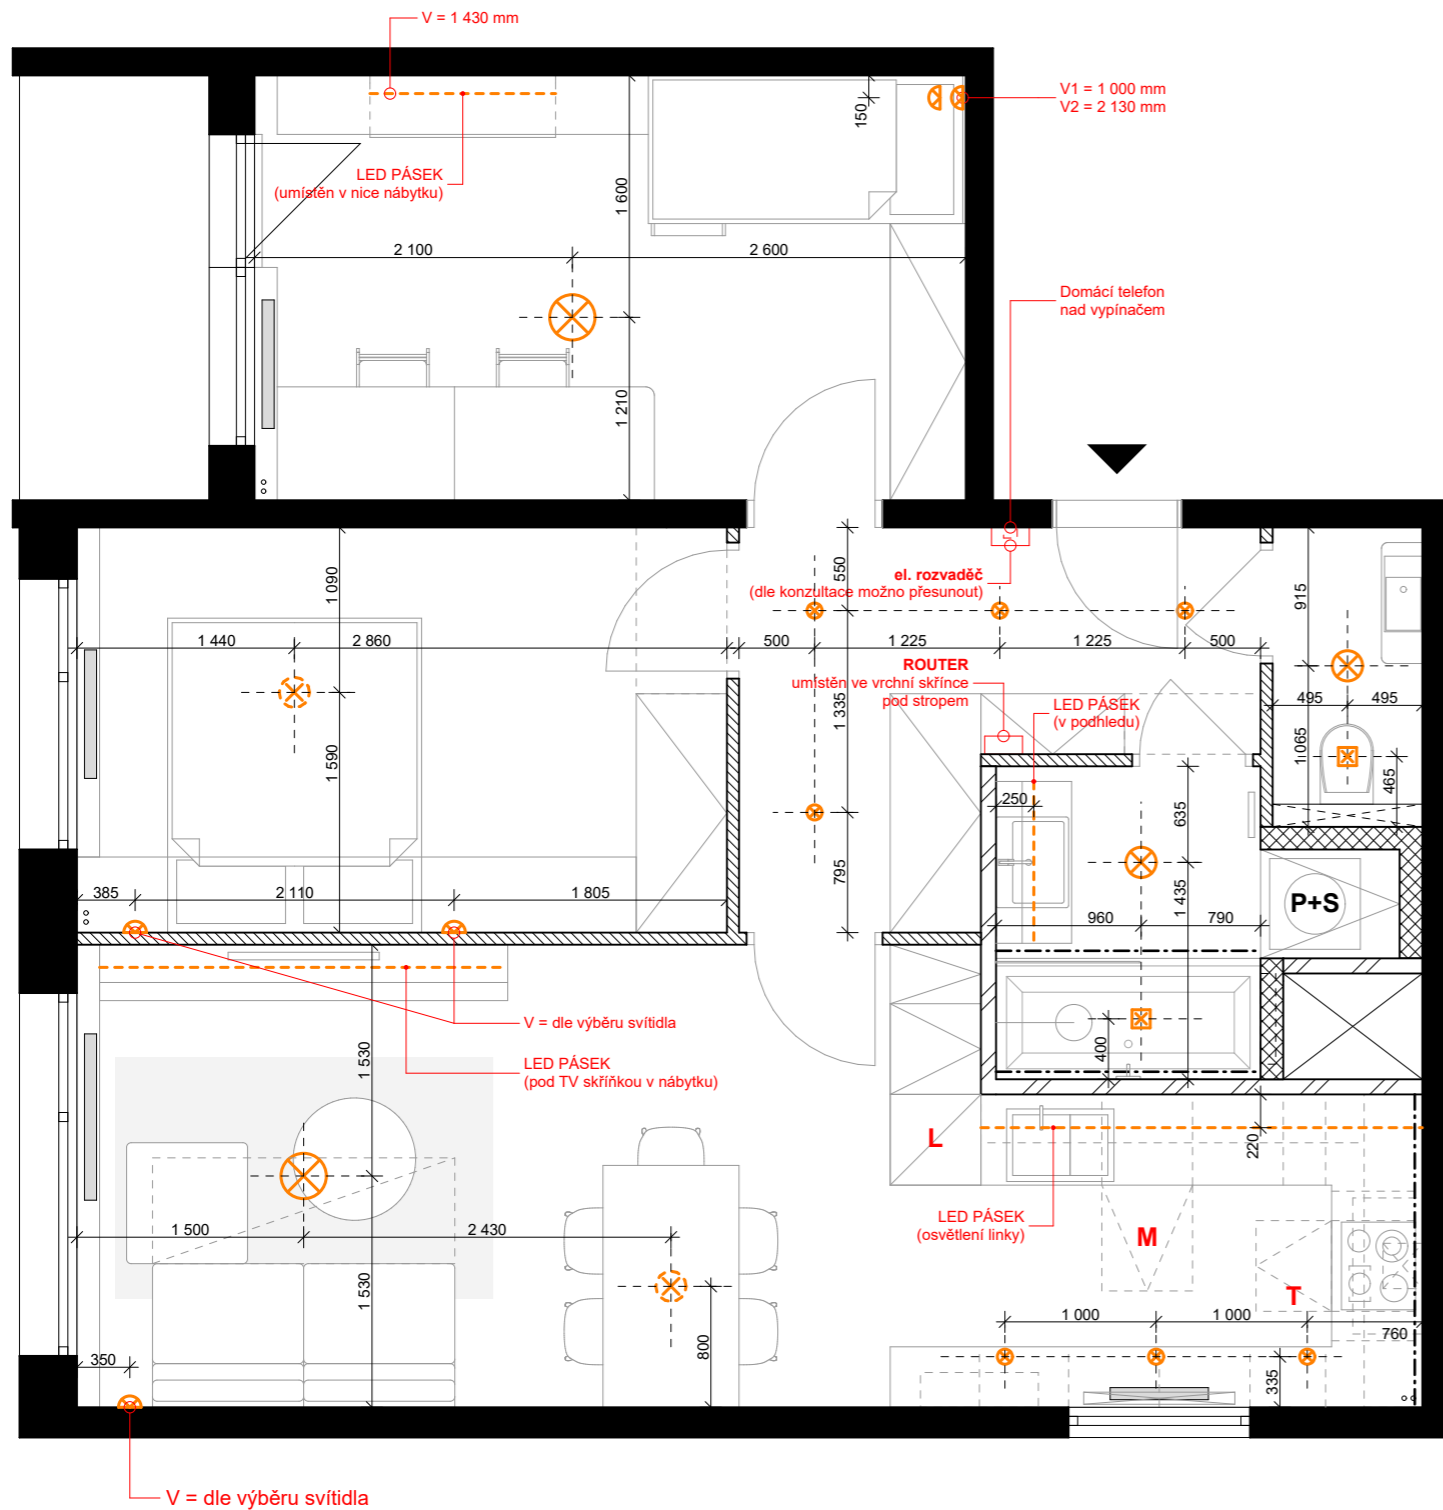 V = 1 430 mm
V1 = 1 000 mm
V2 = 2 130 mm
150
LED PÁSEK
(umístěn v nice nábytku)
1 600
2 100
2 600
Domácí telefon
nad vypínačem
1 210
el. rozvaděč
(dle konzultace možno přesunout)
550
1 090
915
1 440
2 860
500
1 225
1 225
500
ROUTER
umístěn ve vrchní skřínce
pod stropem
LED PÁSEK
(v podhledu)
495
495
1 335
1 590
1 065
465
250
635
795
1 435
385
2 110
1 805
960
790
P+S
V = dle výběru svítidla
LED PÁSEK
(pod TV skříňkou v nábytku)
1 530
400
L
220
LED PÁSEK
(osvětlení linky)
M
1 500
2 430
1 530
T
1 000
1 000
760
800
350
335
V = dle výběru svítidla